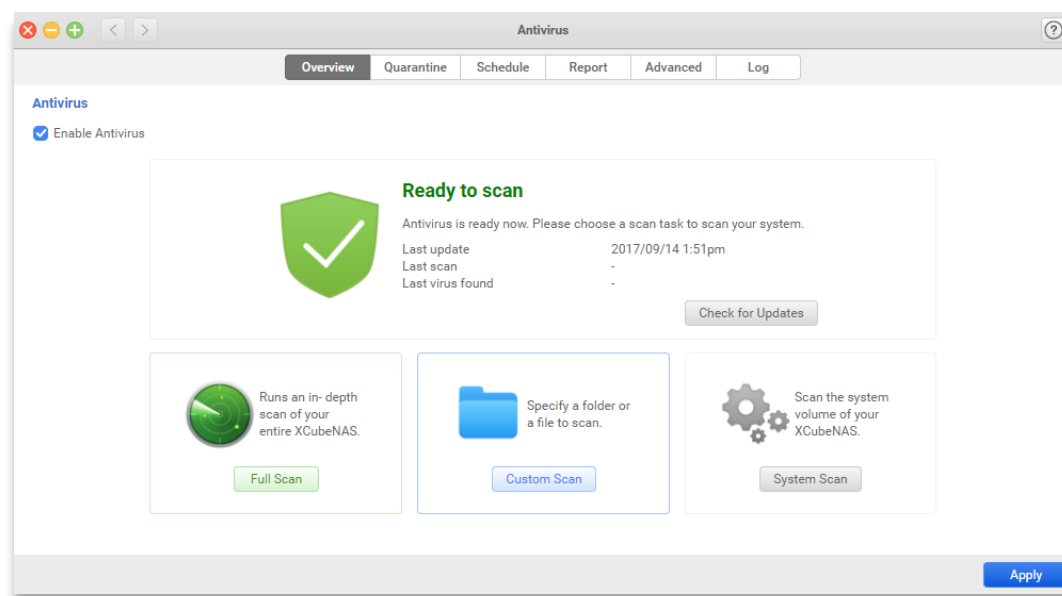 Antivirus
?
Overview Quarantine Schedule Report Advanced Log
Antivirus
Enable Antivirus
Ready to scan
Antivirus is ready now. Please choose a scan task to scan your system.
Last update 2017/09/14 1:51pm
Last scan -
Last virus found -
Check for Updates
Runs an in- depth
scan of your
entire XCubeNAS.
Full Scan
Specify a folder or
a file to scan.
Custom Scan
Scan the system
volume of your
XCubeNAS.
System Scan
Apply